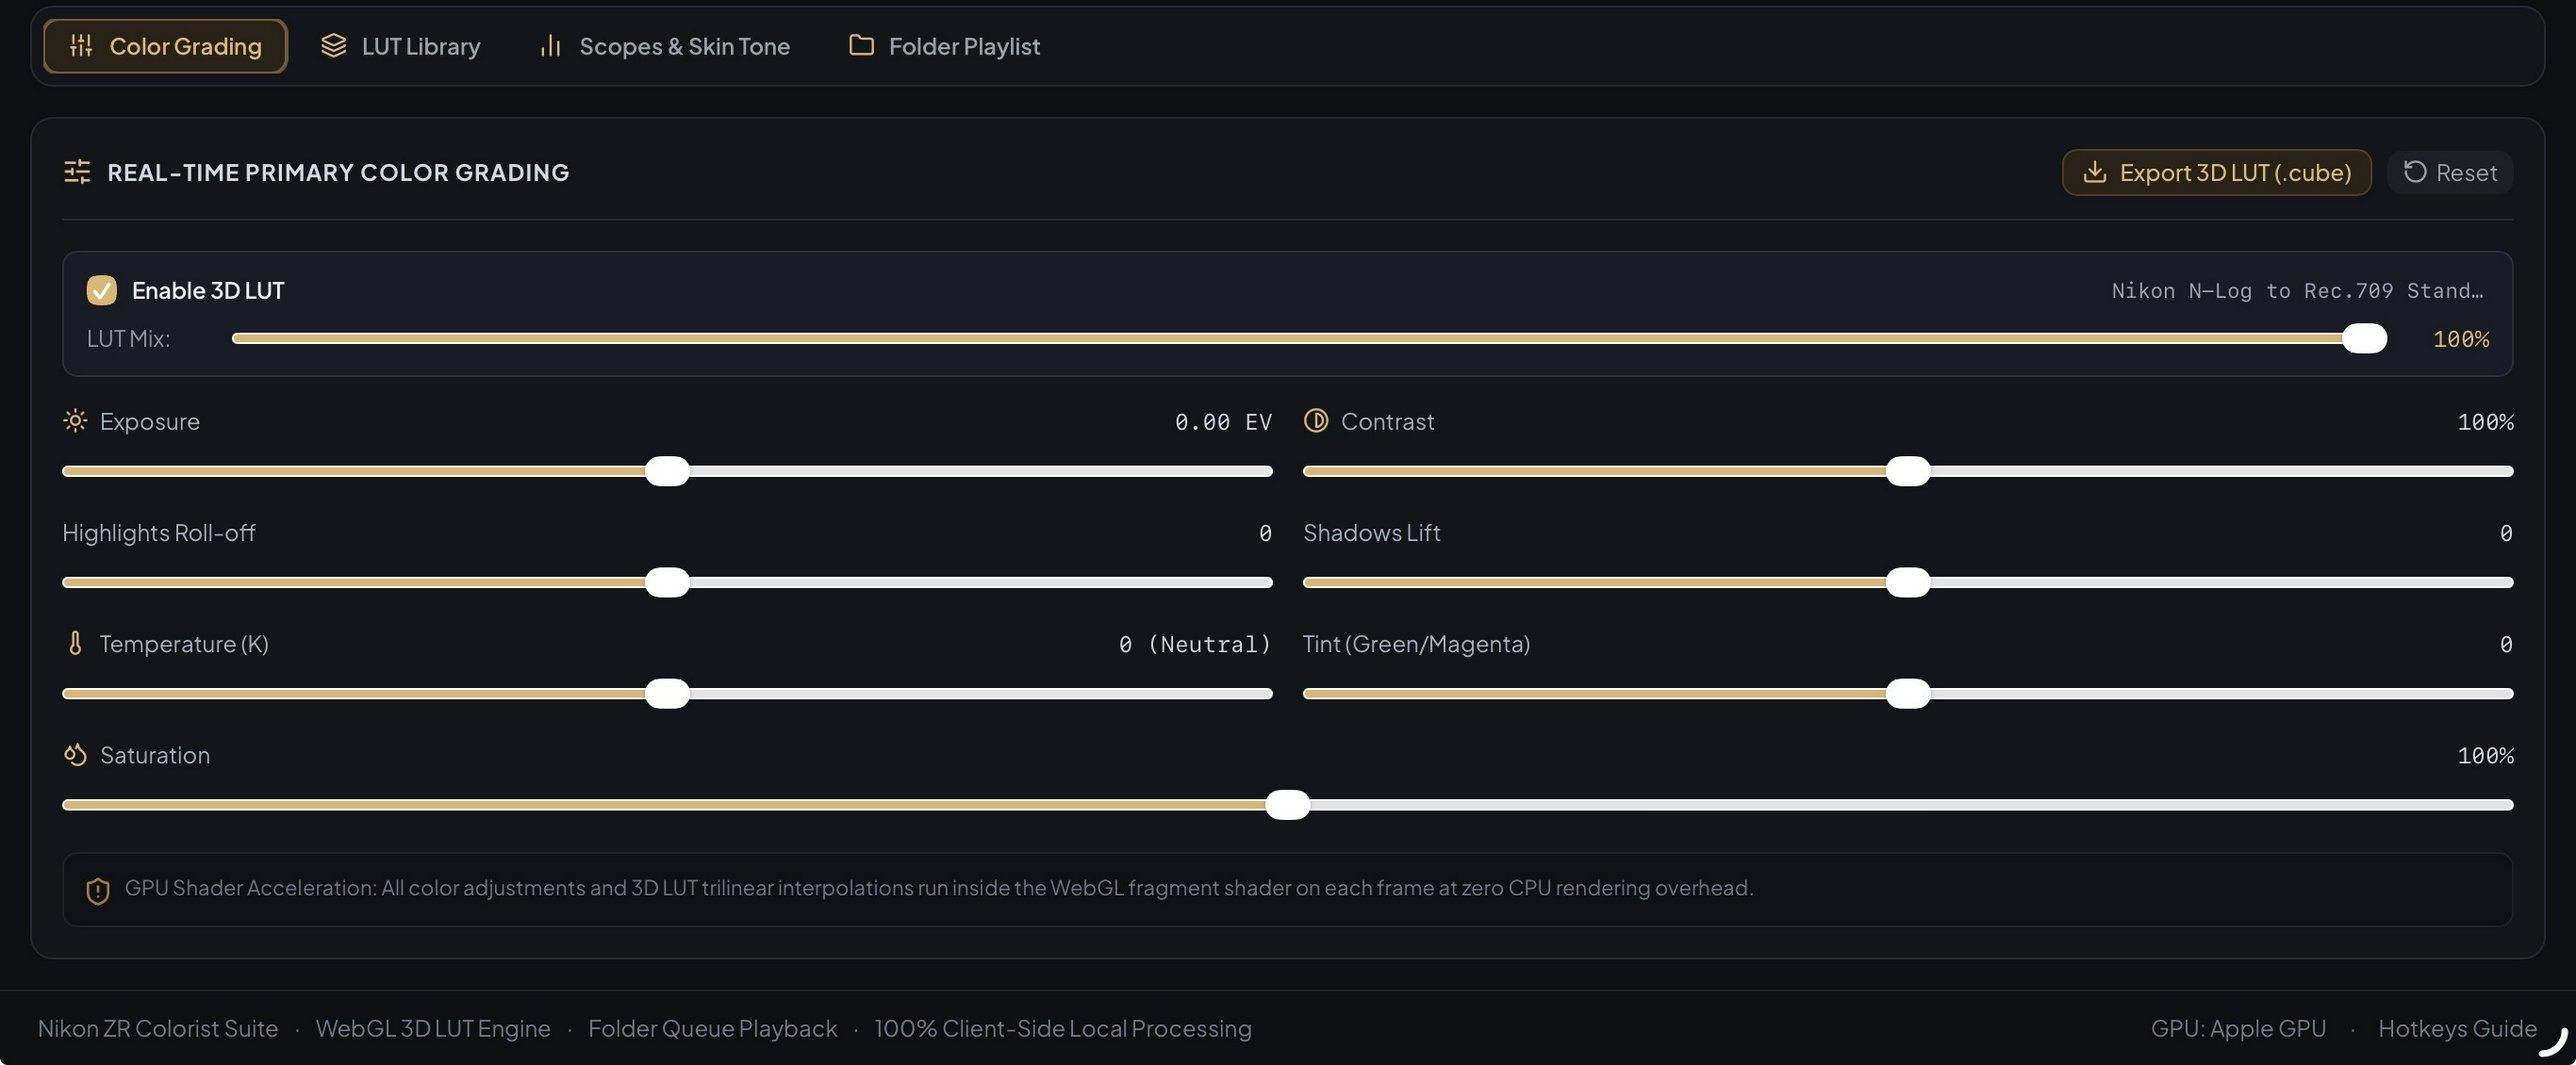 Color Grading LUT Library Scopes & Skin Tone Folder Playlist
REAL-TIME PRIMARY COLOR GRADING Export 3D LUT (.cube) Reset
Enable 3D LUT Nikon N-Log to Rec.709 Stand…
LUT Mix: 100%
Exposure 0.00 EV Contrast 100%
Highlights Roll-off 0 Shadows Lift 0
Temperature (K) 0 (Neutral) Tint (Green/Magenta) 0
Saturation 100%
GPU Shader Acceleration: All color adjustments and 3D LUT trilinear interpolations run inside the WebGL fragment shader on each frame at zero CPU rendering overhead.
Nikon ZR Colorist Suite · WebGL 3D LUT Engine · Folder Queue Playback · 100% Client-Side Local Processing GPU: Apple GPU · Hotkeys Guide